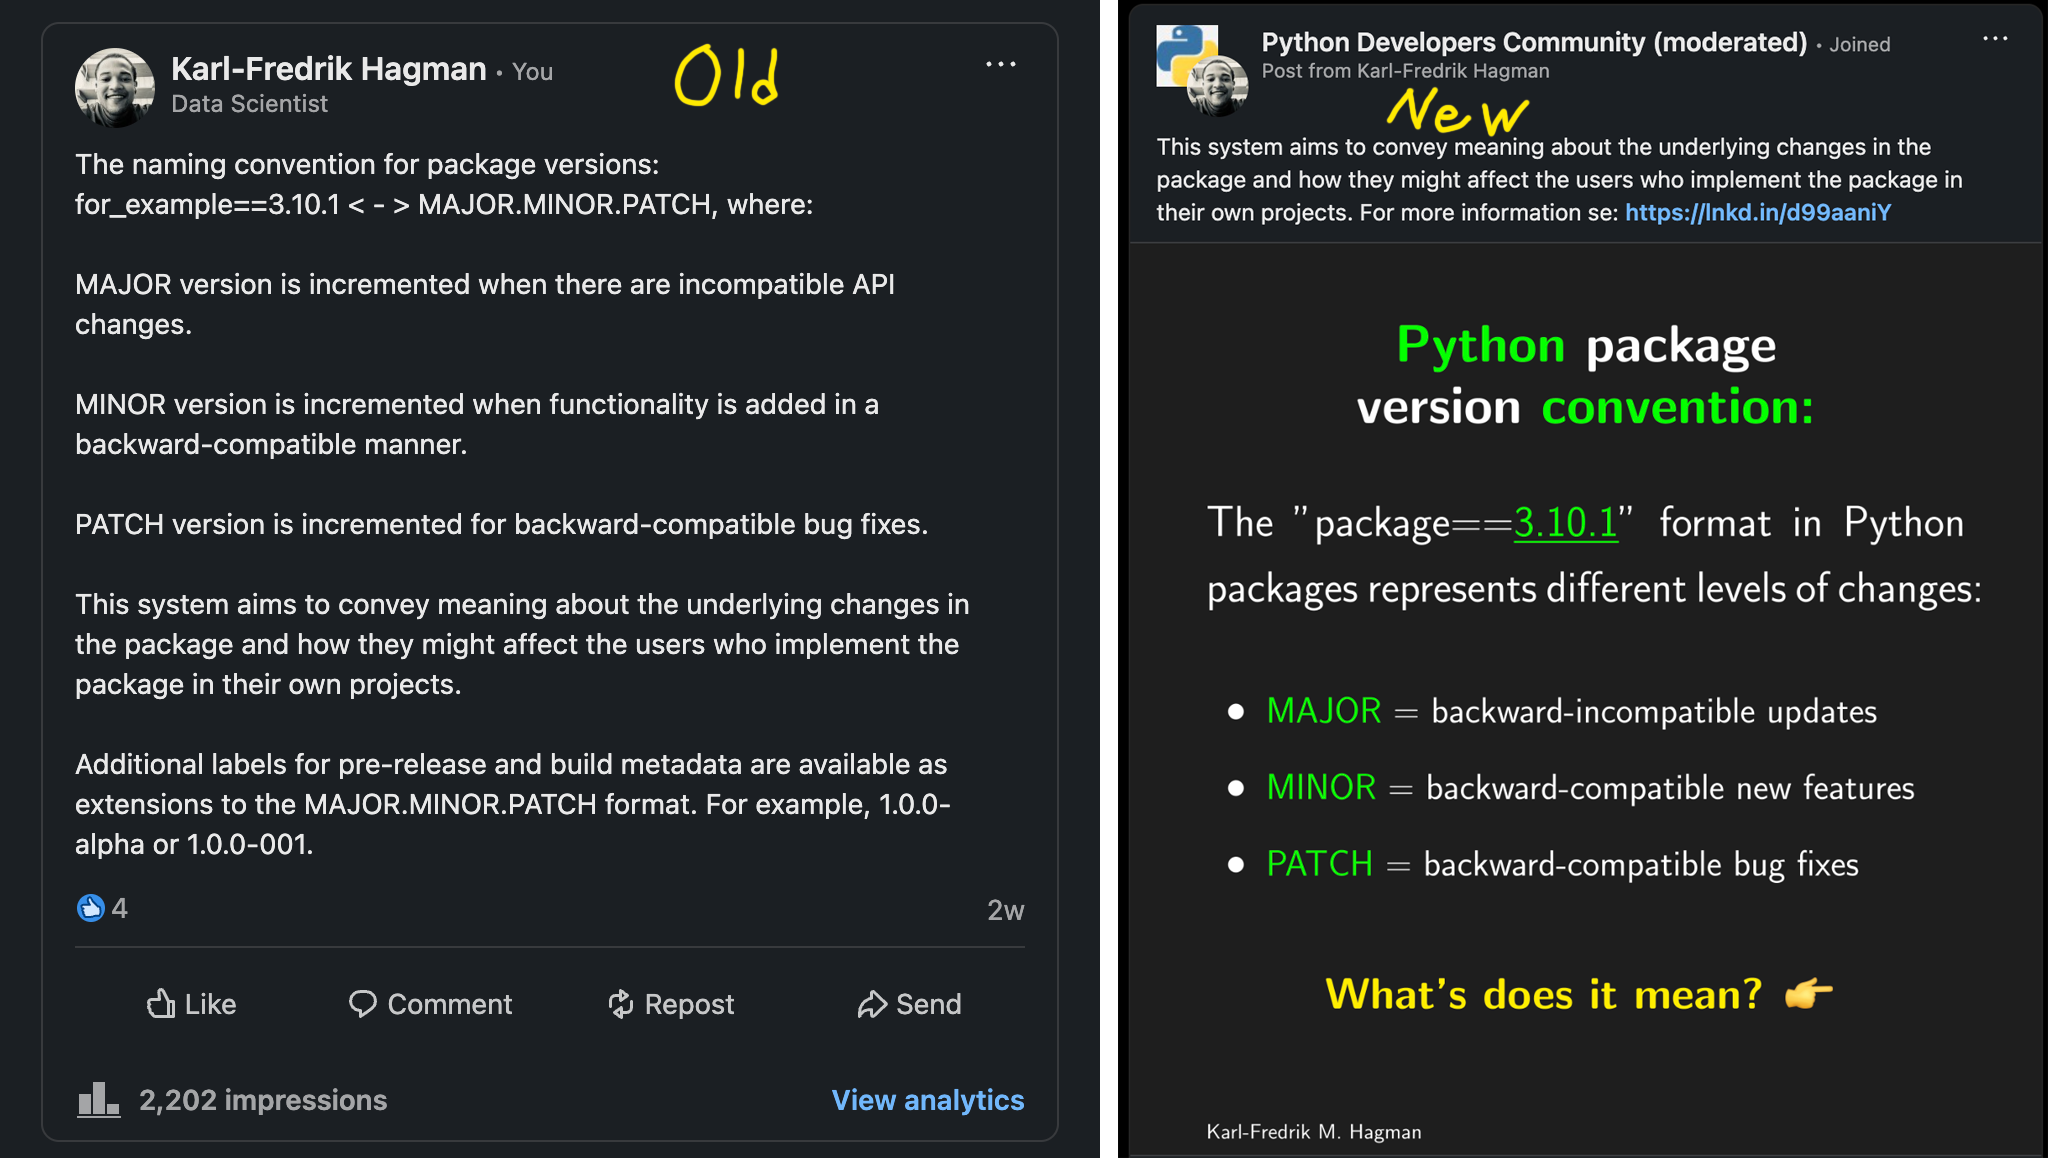 Karl-Fredrik Hagman • You
Data Scientist
Old
The naming convention for package versions:
for_example==3.10.1 < - > MAJOR.MINOR.PATCH, where:
MAJOR version is incremented when there are incompatible API
changes.
MINOR version is incremented when functionality is added in a
backward-compatible manner.
PATCH version is incremented for backward-compatible bug fixes.
This system aims to convey meaning about the underlying changes in
the package and how they might affect the users who implement the
package in their own projects.
Additional labels for pre-release and build metadata are available as
extensions to the MAJOR.MINOR.PATCH format. For example, 1.0.0-
alpha or 1.0.0-001.
4
2w
Like
Comment
Repost
Send
2,202 impressions
View analytics
Python Developers Community (moderated) • Joined
Post from Karl-Fredrik Hagman
New
This system aims to convey meaning about the underlying changes in the
package and how they might affect the users who implement the package in
their own projects. For more information se: https://lnkd.in/d99aaniY
Python package
version convention:
The "package==3.10.1" format in Python
packages represents different levels of changes:
• MAJOR = backward-incompatible updates
• MINOR = backward-compatible new features
• PATCH = backward-compatible bug fixes
What's does it mean? 👉
Karl-Fredrik M. Hagman